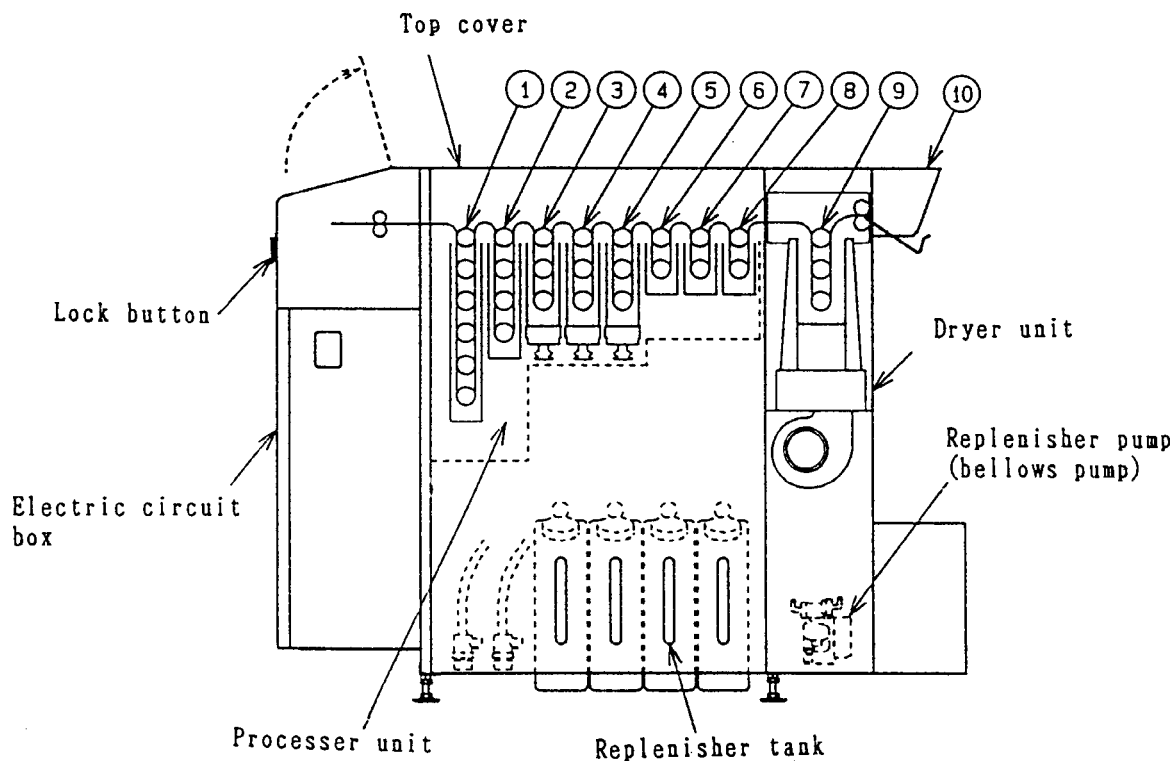 Top cover
1 2 3 4 5 6 7 8 9 10
Lock button
Dryer unit
Replenisher pump
(bellows pump)
Electric circuit
box
Processer unit
Replenisher tank